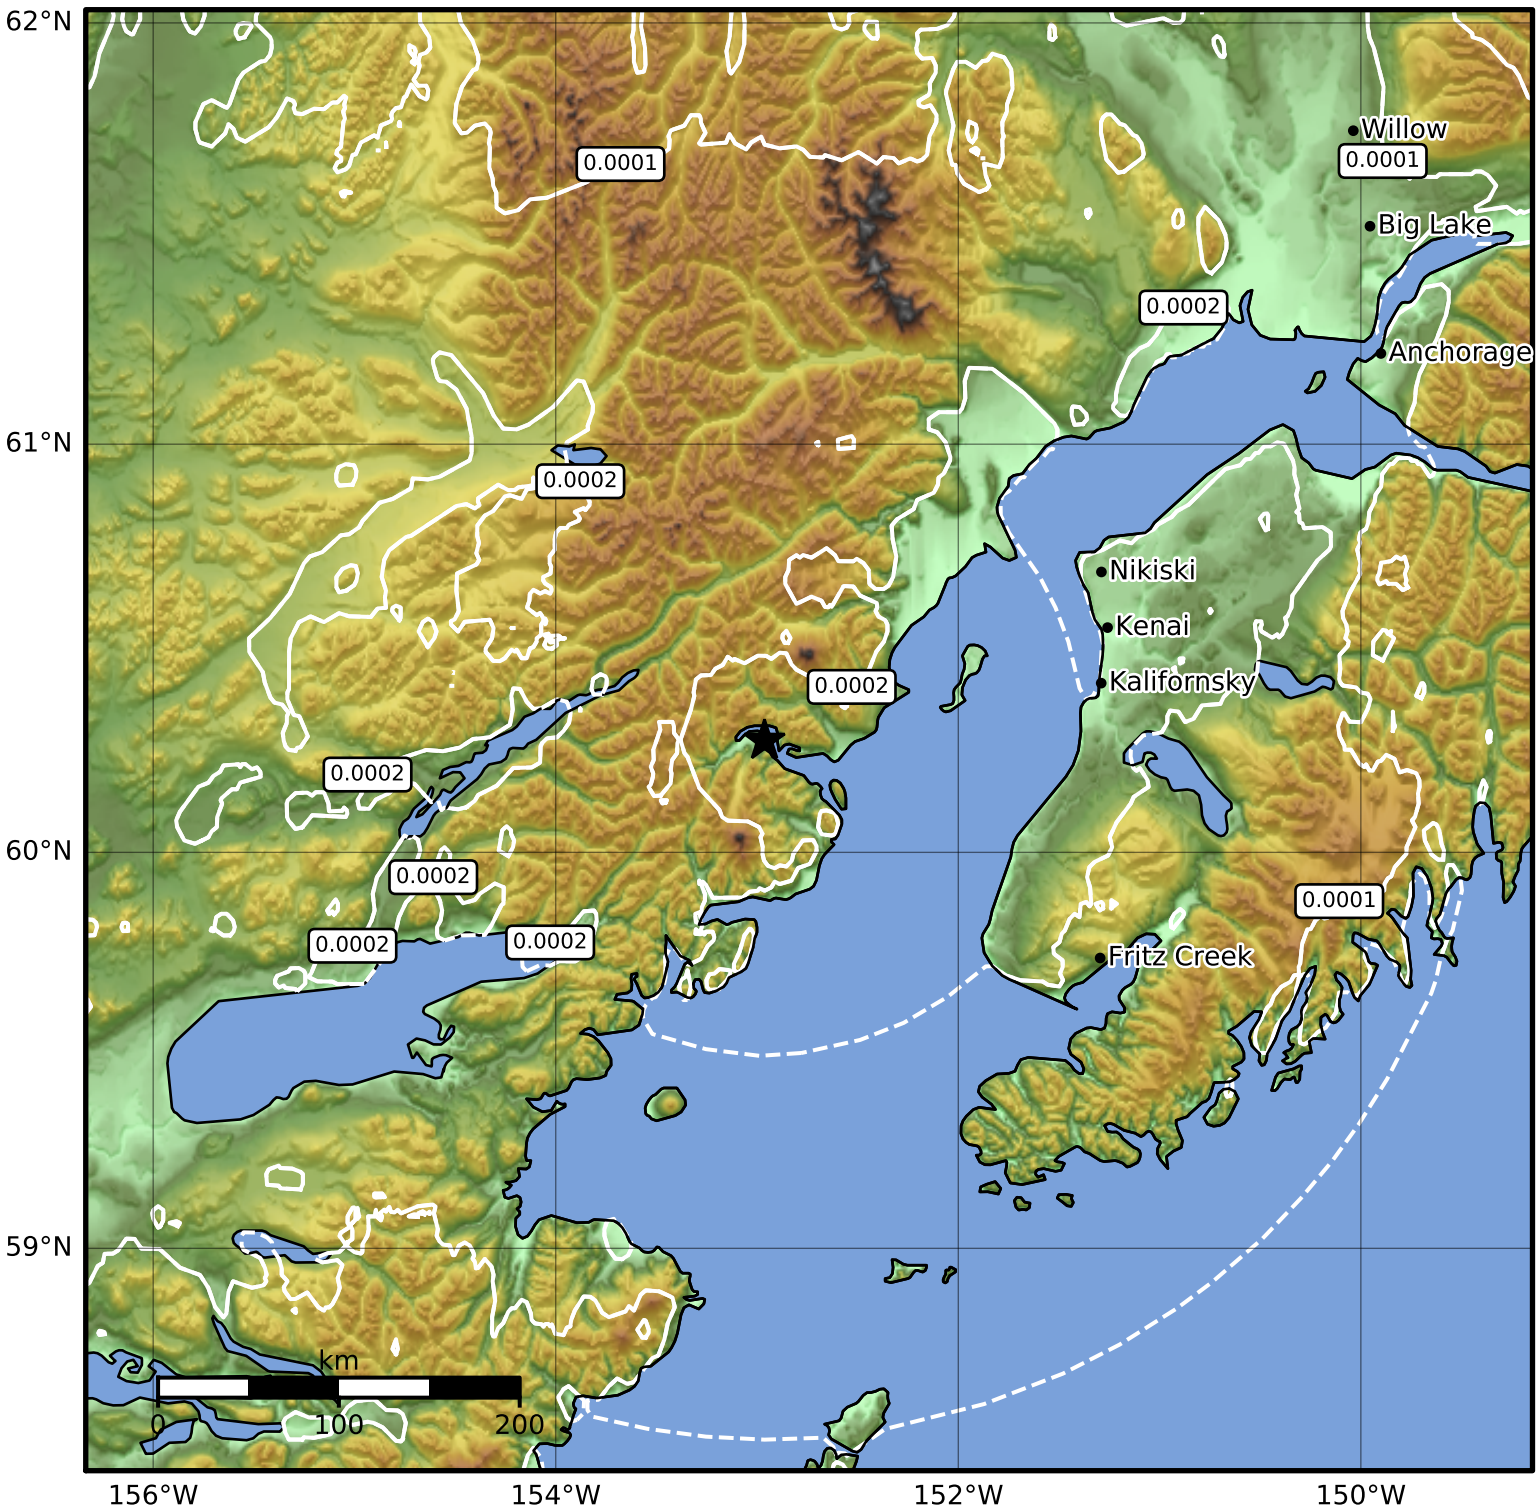 62°N
Willow
0.0001
0.0001
Big Lake
0.0002
Anchorage
61°N
0.0002
Nikiski
Kenai
Kalifornsky
0.0002
0.0002
60°N
0.0002
0.0001
0.0002
0.0002
Fritz Creek
59°N
km
0
100
200
156°W
154°W
152°W
150°W